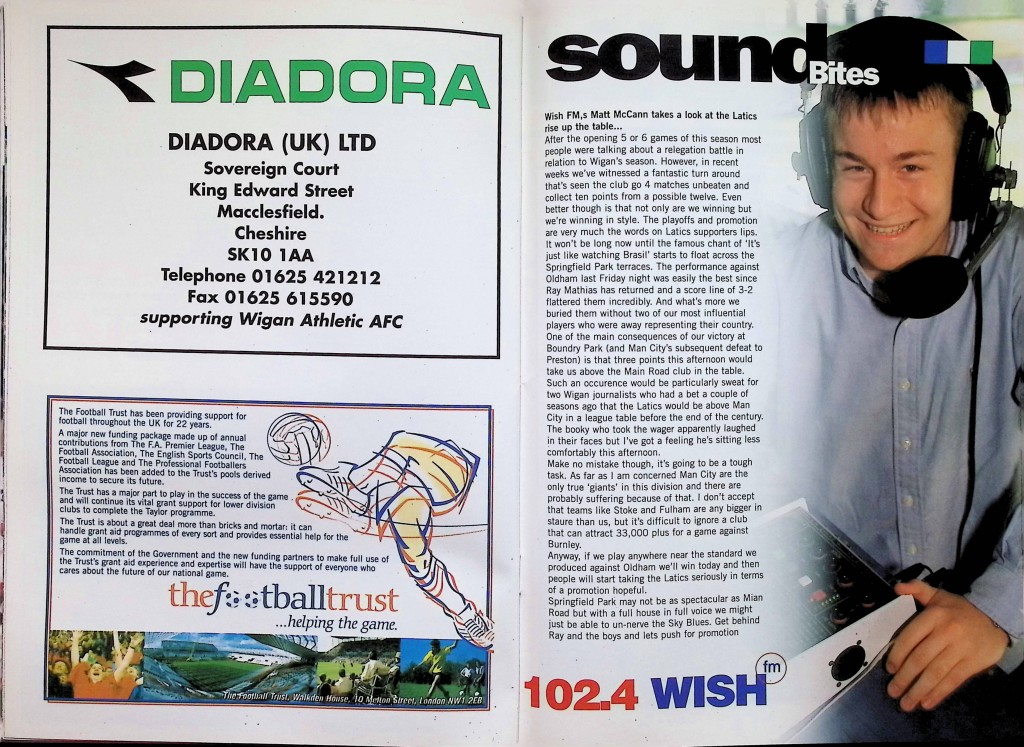 DIADORA
DIADORA (UK) LTD
Sovereign Court
King Edward Street
Macclesfield.
Cheshire
SK10 1AA
Telephone 01625 421212
Fax 01625 615590
supporting Wigan Athletic AFC
The Football Trust has been providing support for
football throughout the UK for 22 years.
A major new funding package made up of annual
contributions from The F.A. Premier League, The
Football Association, The English Sports Council, The
Football League and The Professional Footballers
Association has been added to the Trust's pools derived
income to secure its future.
The Trust has a major part to play in the success of the game
and will continue its vital grant support for lower division
clubs to complete the Taylor programme.
The Trust is about a great deal more than bricks and mortar: it can
handle grant aid programmes of every sort and provides essential help for the
game at all levels.
The commitment of the Government and the new funding partners to make full use of
the Trust's grant aid experience and expertise will have the support of everyone who
cares about the future of our national game.
thefootballtrust
...helping the game.
The Football Trust, Walkden House, 10 Melton Street, London NW1 2EB
sound
Bites
Wish FM,s Matt McCann takes a look at the Latics
rise up the table...
After the opening 5 or 6 games of this season most
people were talking about a relegation battle in
relation to Wigan's season. However, in recent
weeks we've witnessed a fantastic turn around
that's seen the club go 4 matches unbeaten and
collect ten points from a possible twelve. Even
better though is that not only are we winning but
we're winning in style. The playoffs and promotion
are very much the words on Latics supporters lips.
It won't be long now until the famous chant of 'It's
just like watching Brasil' starts to float across the
Springfield Park terraces. The performance against
Oldham last Friday night was easily the best since
Ray Mathias has returned and a score line of 3-2
flattered them incredibly. And what's more we
buried them without two of our most influential
players who were away representing their country.
One of the main consequences of our victory at
Boundry Park (and Man City's subsequent defeat to
Preston) is that three points this afternoon would
take us above the Main Road club in the table.
Such an occurence would be particularly sweat for
two Wigan journalists who had a bet a couple of
seasons ago that the Latics would be above Man
City in a league table before the end of the century.
The booky who took the wager apparently laughed
in their faces but I've got a feeling he's sitting less
comfortably this afternoon.
Make no mistake though, it's going to be a tough
task. As far as I am concerned Man City are the
only true 'giants' in this division and there are
probably suffering because of that. I don't accept
that teams like Stoke and Fulham are any bigger in
staure than us, but it's difficult to ignore a club
that can attract 33,000 plus for a game against
Burnley.
Anyway, if we play anywhere near the standard we
produced against Oldham we'll win today and then
people will start taking the Latics seriously in terms
of a promotion hopeful.
Springfield Park may not be as spectacular as Mian
Road but with a full house in full voice we might
just be able to un-nerve the Sky Blues. Get behind
Ray and the boys and lets push for promotion
102.4 WISH fm